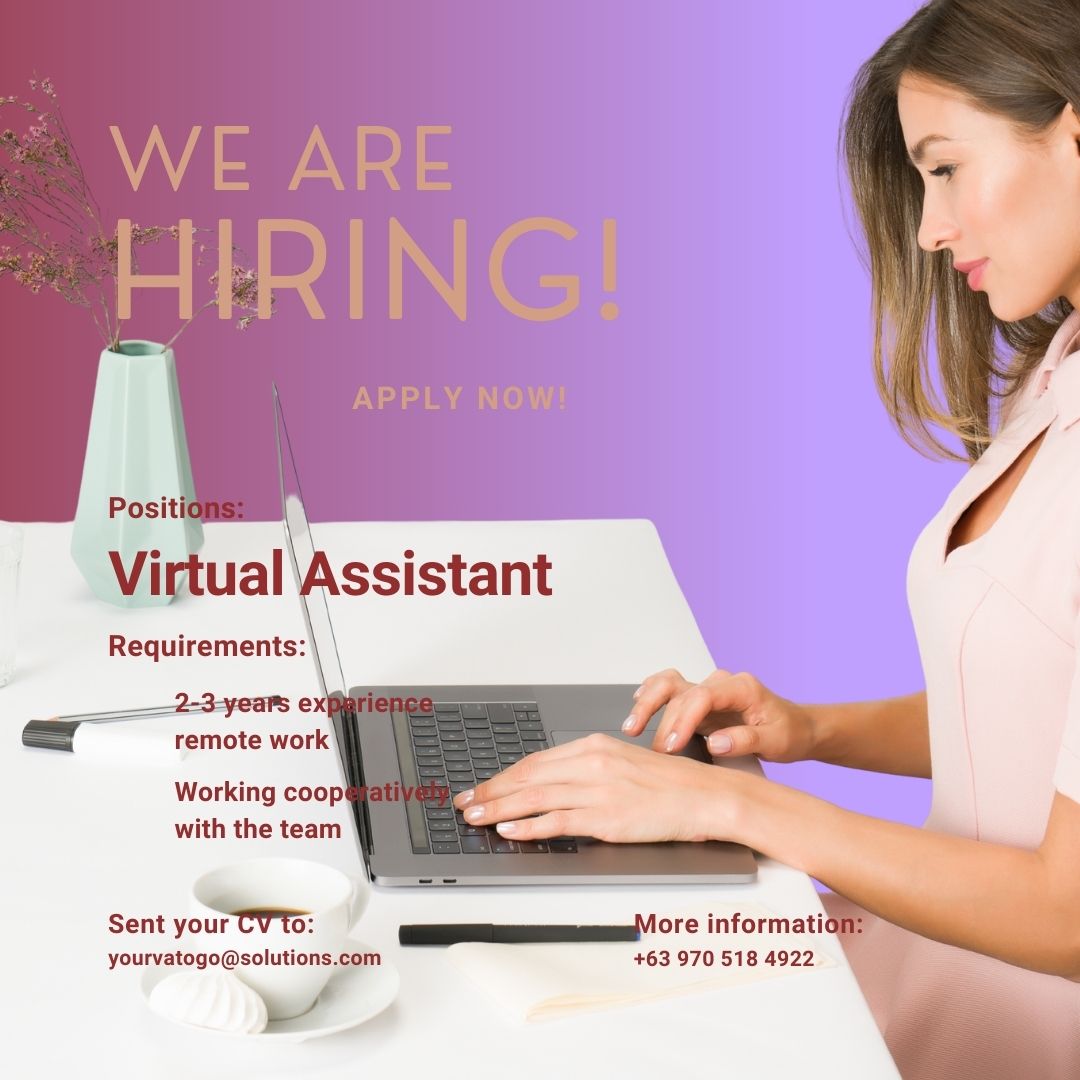 WE ARE
HIRING!
APPLY NOW!
Positions:
Virtual Assistant
Requirements:
2-3 years experience
remote work
Working cooperatively
with the team
Sent your CV to:
yourvatogo@solutions.com
More information:
+63 970 518 4922